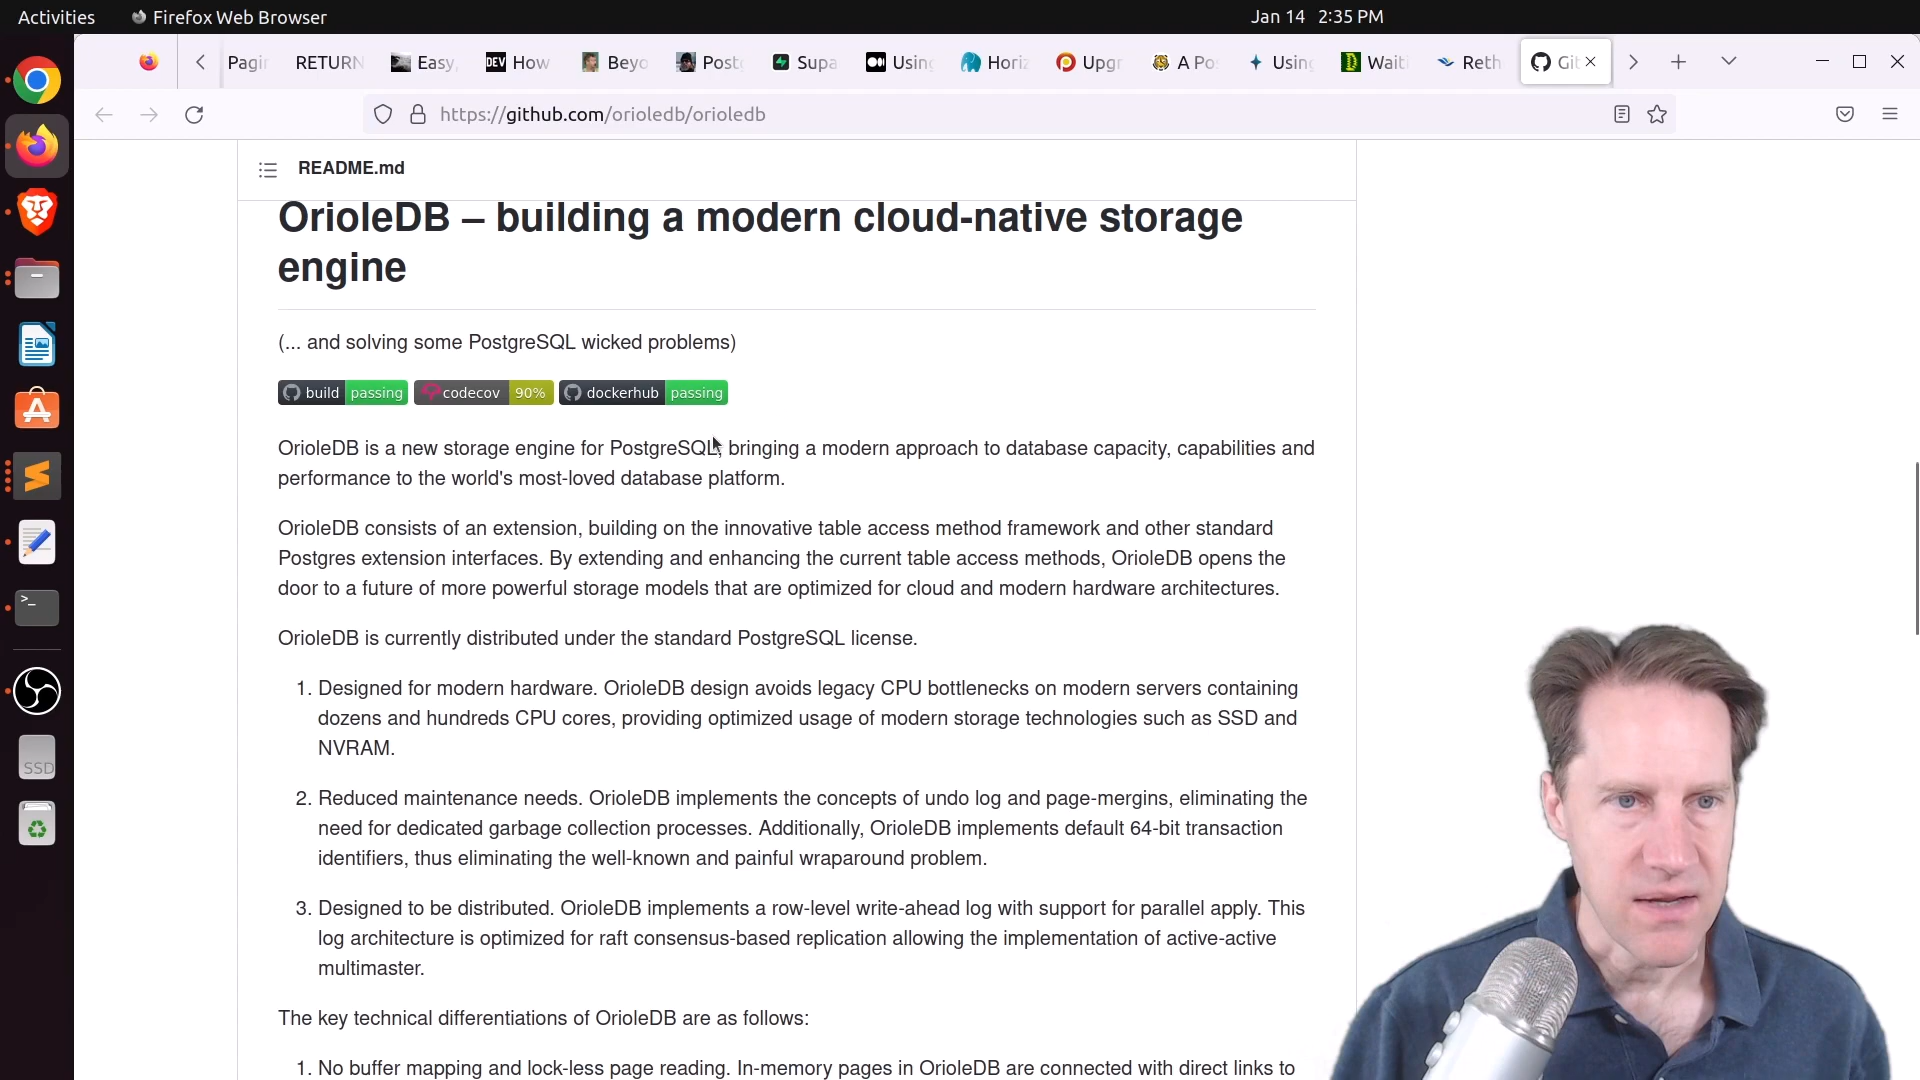 Activities
Firefox Web Browser
Jan 14 2:35 PM
Pagin
RETURN
Easy,
DEV How
Beyo
Postg
Supa
Using
Horiz
Upgr
A Po
Using
Waiti
Reth
Git
https://github.com/orioledb/orioledb
README.md
OrioleDB – building a modern cloud-native storage
engine
(... and solving some PostgreSQL wicked problems)
build passing codecov 90% dockerhub passing
OrioleDB is a new storage engine for PostgreSQL, bringing a modern approach to database capacity, capabilities and
performance to the world's most-loved database platform.
OrioleDB consists of an extension, building on the innovative table access method framework and other standard
Postgres extension interfaces. By extending and enhancing the current table access methods, OrioleDB opens the
door to a future of more powerful storage models that are optimized for cloud and modern hardware architectures.
OrioleDB is currently distributed under the standard PostgreSQL license.
1. Designed for modern hardware. OrioleDB design avoids legacy CPU bottlenecks on modern servers containing
dozens and hundreds CPU cores, providing optimized usage of modern storage technologies such as SSD and
NVRAM.
2. Reduced maintenance needs. OrioleDB implements the concepts of undo log and page-mergins, eliminating the
need for dedicated garbage collection processes. Additionally, OrioleDB implements default 64-bit transaction
identifiers, thus eliminating the well-known and painful wraparound problem.
3. Designed to be distributed. OrioleDB implements a row-level write-ahead log with support for parallel apply. This
log architecture is optimized for raft consensus-based replication allowing the implementation of active-active
multimaster.
The key technical differentiations of OrioleDB are as follows:
1. No buffer mapping and lock-less page reading. In-memory pages in OrioleDB are connected with direct links to
SSD